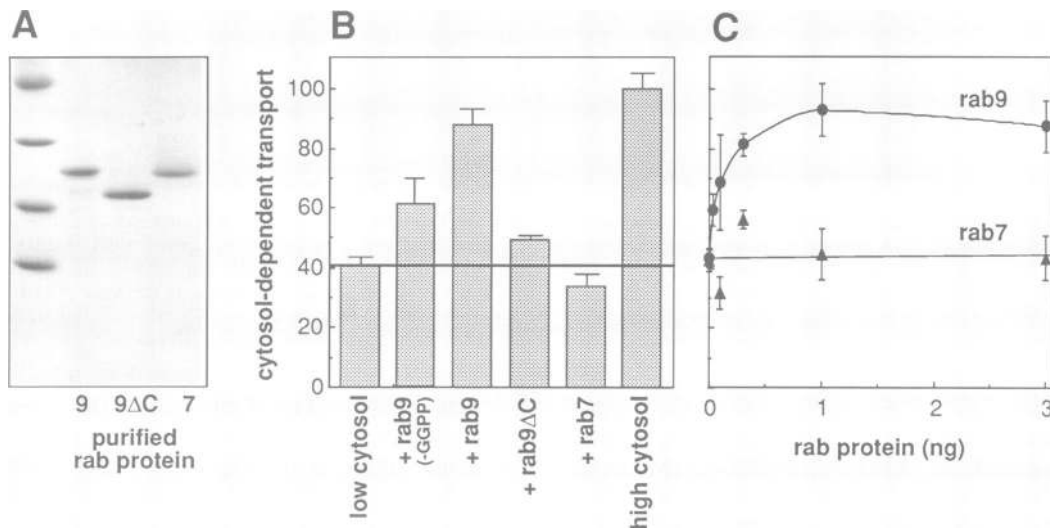 A
9 9ΔC 7
purified
rab protein
B
cytosol-dependent transport
100
80
60
40
20
0
low cytosol
+ rab9
(-GGPP)
+ rab9
+ rab9ΔC
+ rab7
high cytosol
C
rab9
rab7
0 1 2 3
rab protein (ng)